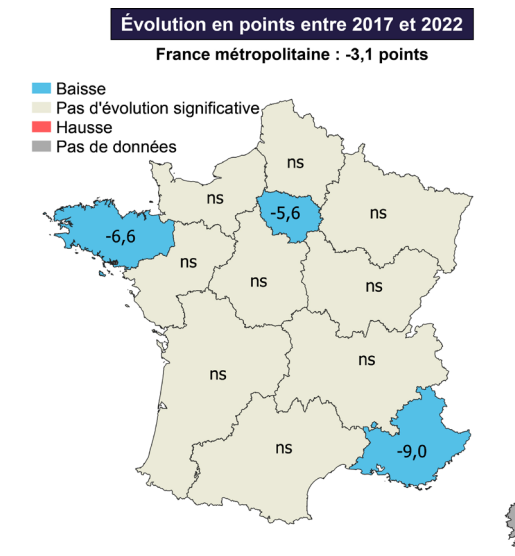 Évolution en points entre 2017 et 2022
France métropolitaine : -3,1 points
Baisse
Pas d'évolution significative
Hausse
Pas de données
ns
ns
-5,6
ns
-6,6
ns
ns
ns
ns
ns
ns
-9,0